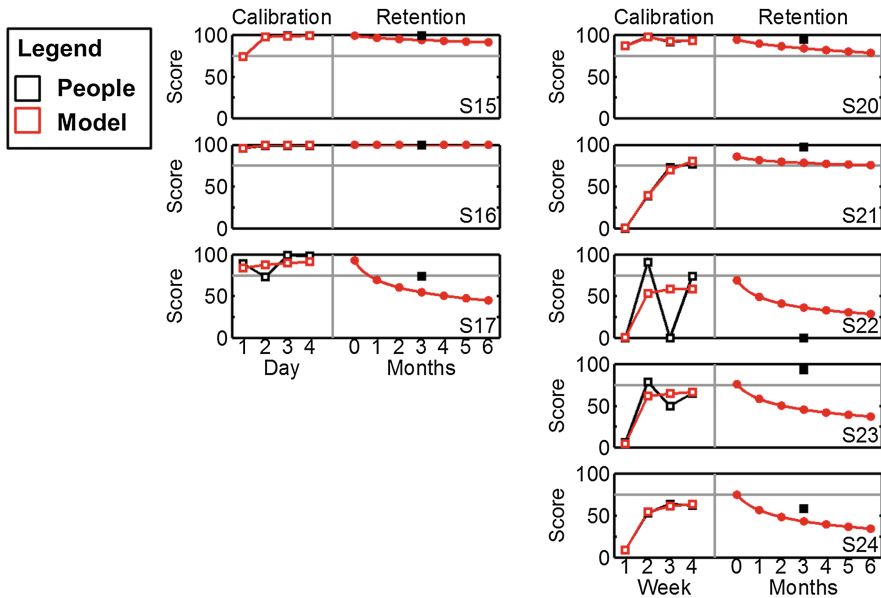 Legend
People
Model
Calibration Retention
Score
100
50
0
S15
Score
100
50
0
S16
Score
100
50
0
S17
1 2 3 4 0 1 2 3 4 5 6
Day Months
Calibration Retention
Score
100
50
0
S20
Score
100
50
0
S21
Score
100
50
0
S22
Score
100
50
0
S23
Score
100
50
0
S24
1 2 3 4 0 1 2 3 4 5 6
Week Months